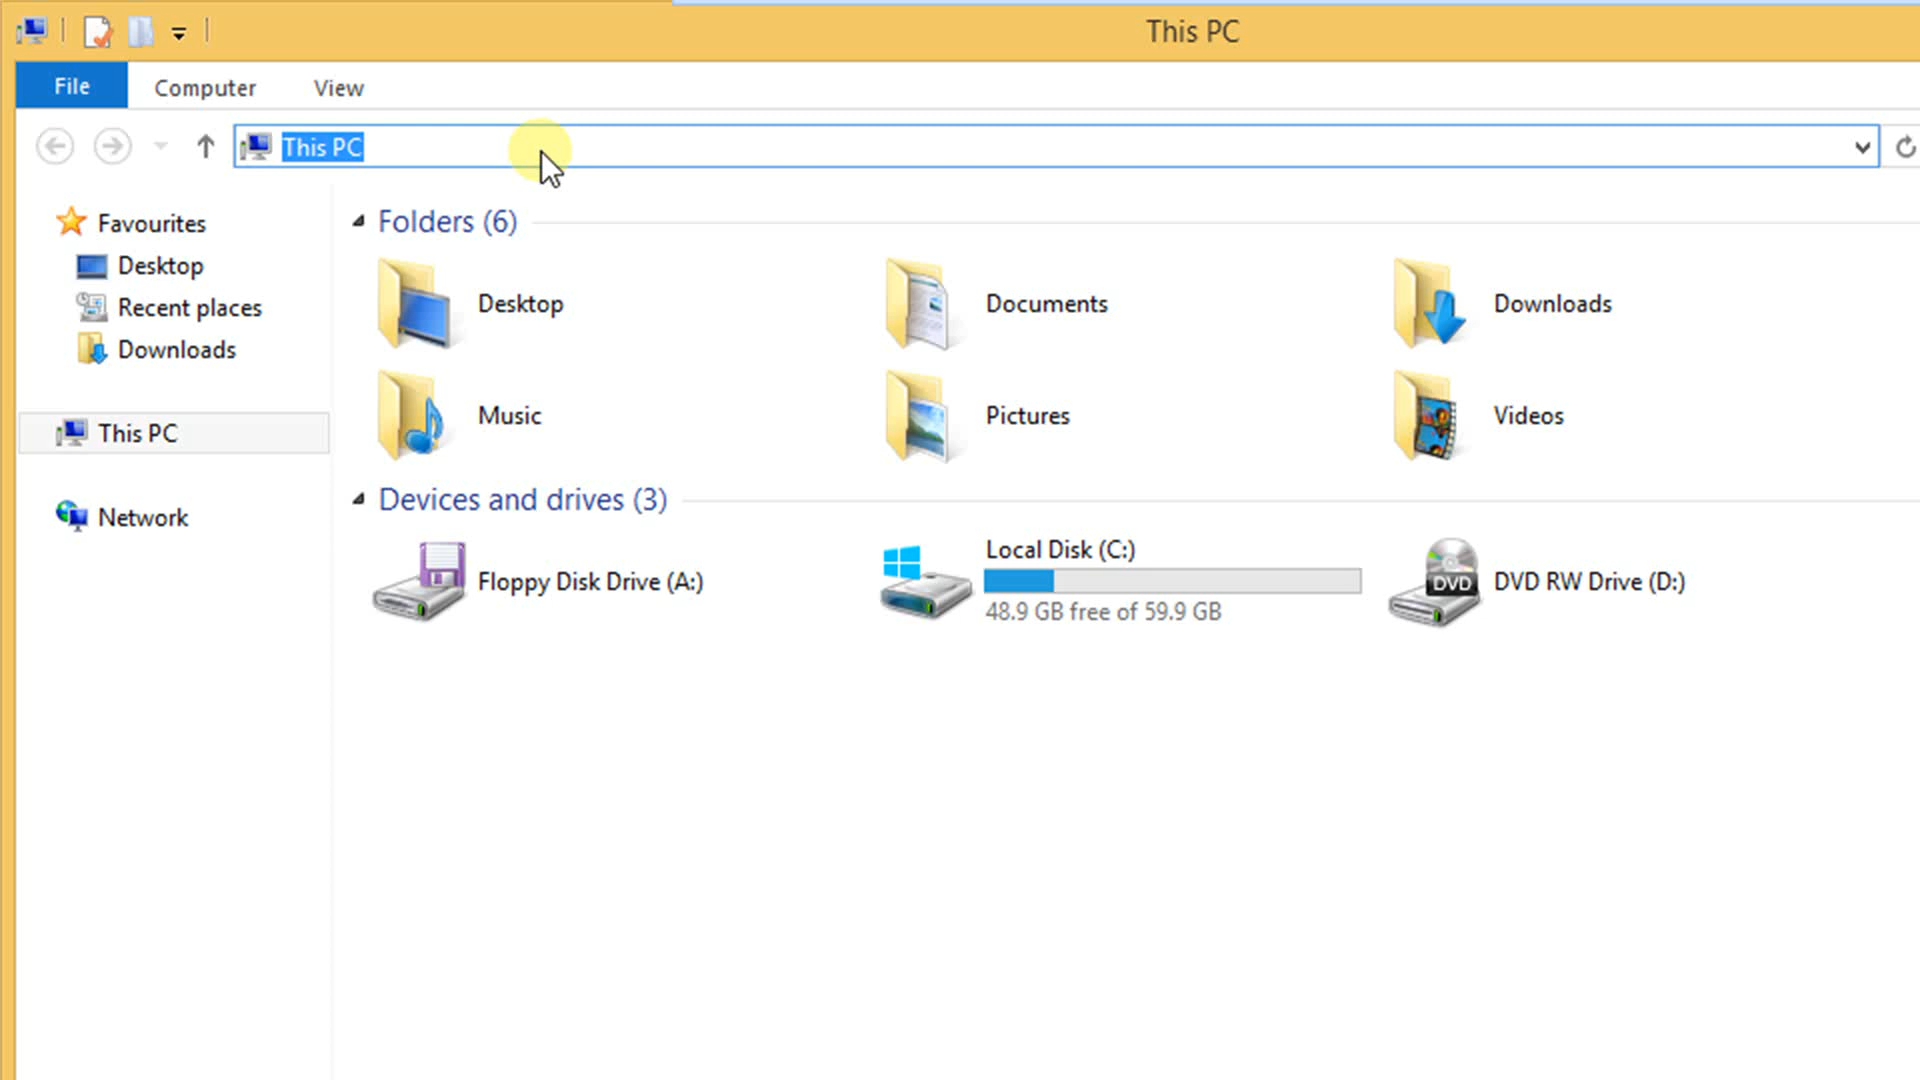 This PC
File Computer View
This PC
Favourites
Desktop
Recent places
Downloads
This PC
Network
Folders (6)
Desktop Documents Downloads
Music Pictures Videos
Devices and drives (3)
Floppy Disk Drive (A:)
Local Disk (C:)
48.9 GB free of 59.9 GB
DVD
DVD RW Drive (D:)